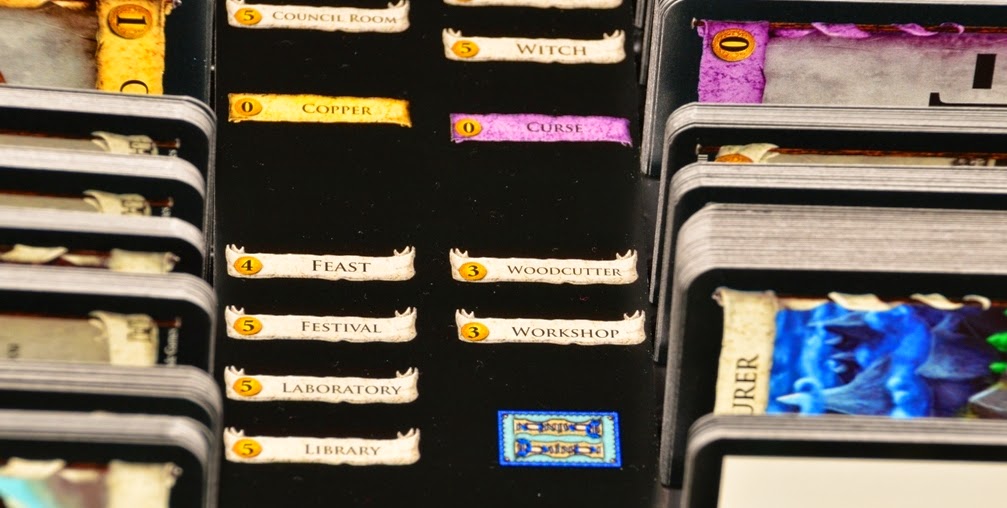 5 COUNCIL ROOM
5 WITCH
0 COPPER
0 CURSE
4 FEAST
3 WOODCUTTER
5 FESTIVAL
3 WORKSHOP
5 LABORATORY
5 LIBRARY
1
0
URER